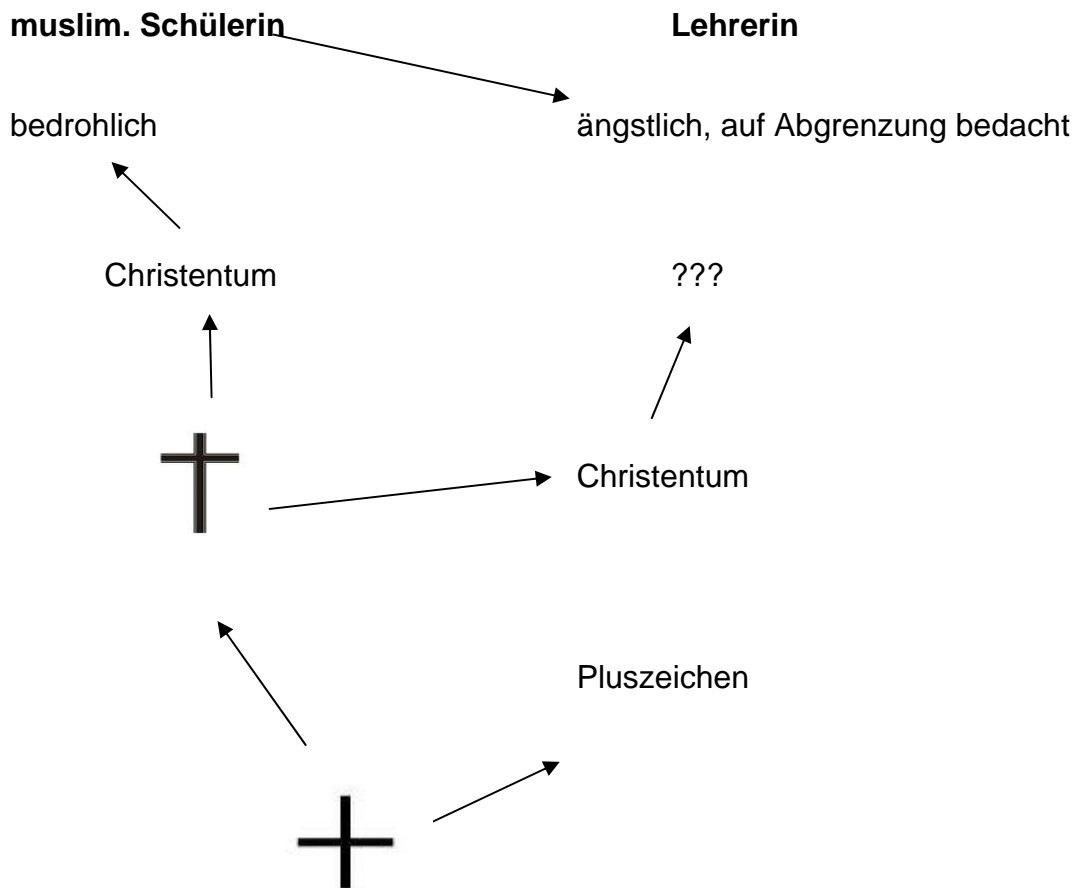 muslim. Schülerin
Lehrerin
bedrohlich
ängstlich, auf Abgrenzung bedacht
Christentum
???
Christentum
Pluszeichen